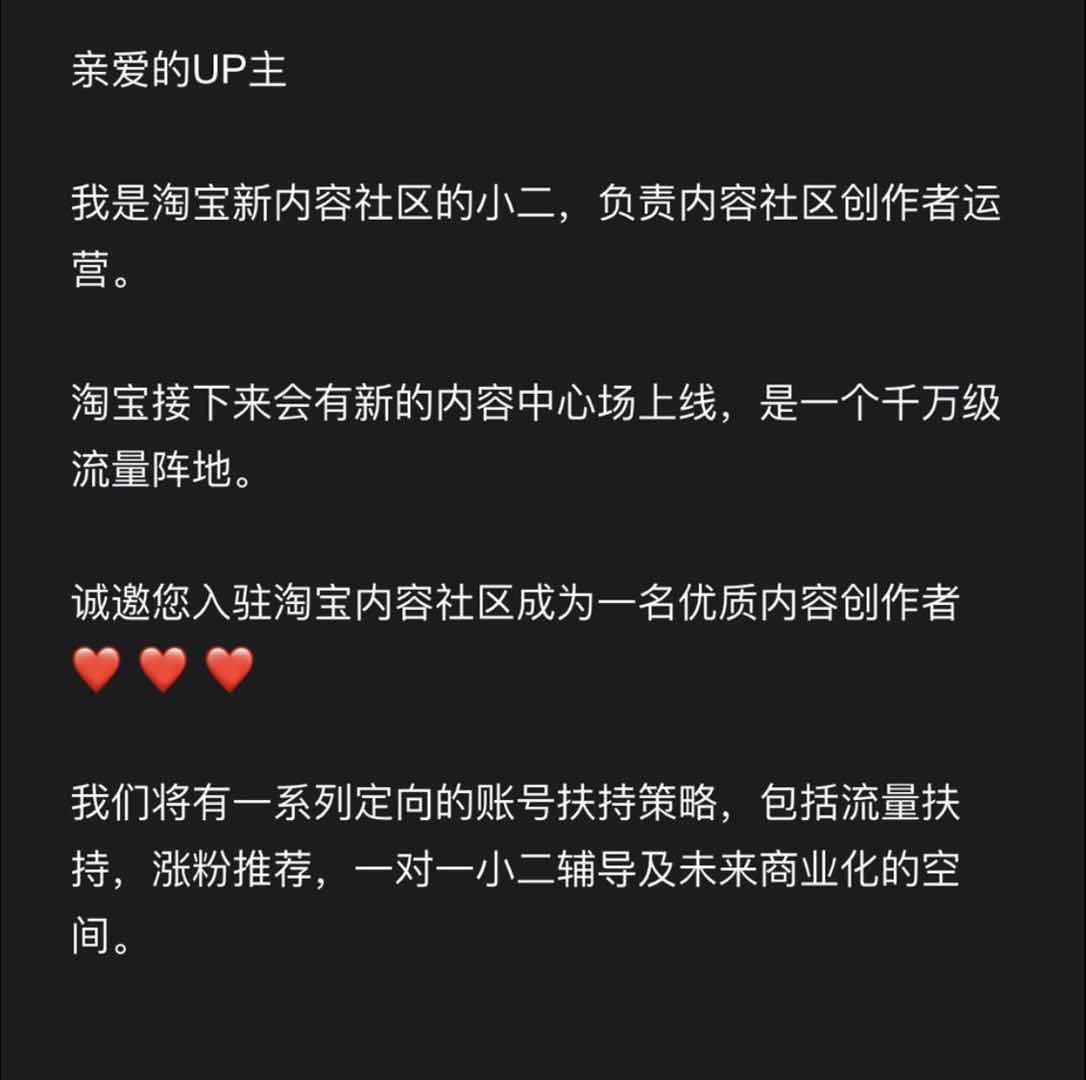 亲爱的UP主
我是淘宝新内容社区的小二，负责内容社区创作者运
营。
淘宝接下来会有新的内容中心场上线，是一个千万级
流量阵地。
诚邀您入驻淘宝内容社区成为一名优质内容创作者
❤️ ❤️ ❤️
我们将有一系列定向的账号扶持策略，包括流量扶
持，涨粉推荐，一对一小二辅导及未来商业化的空
间。